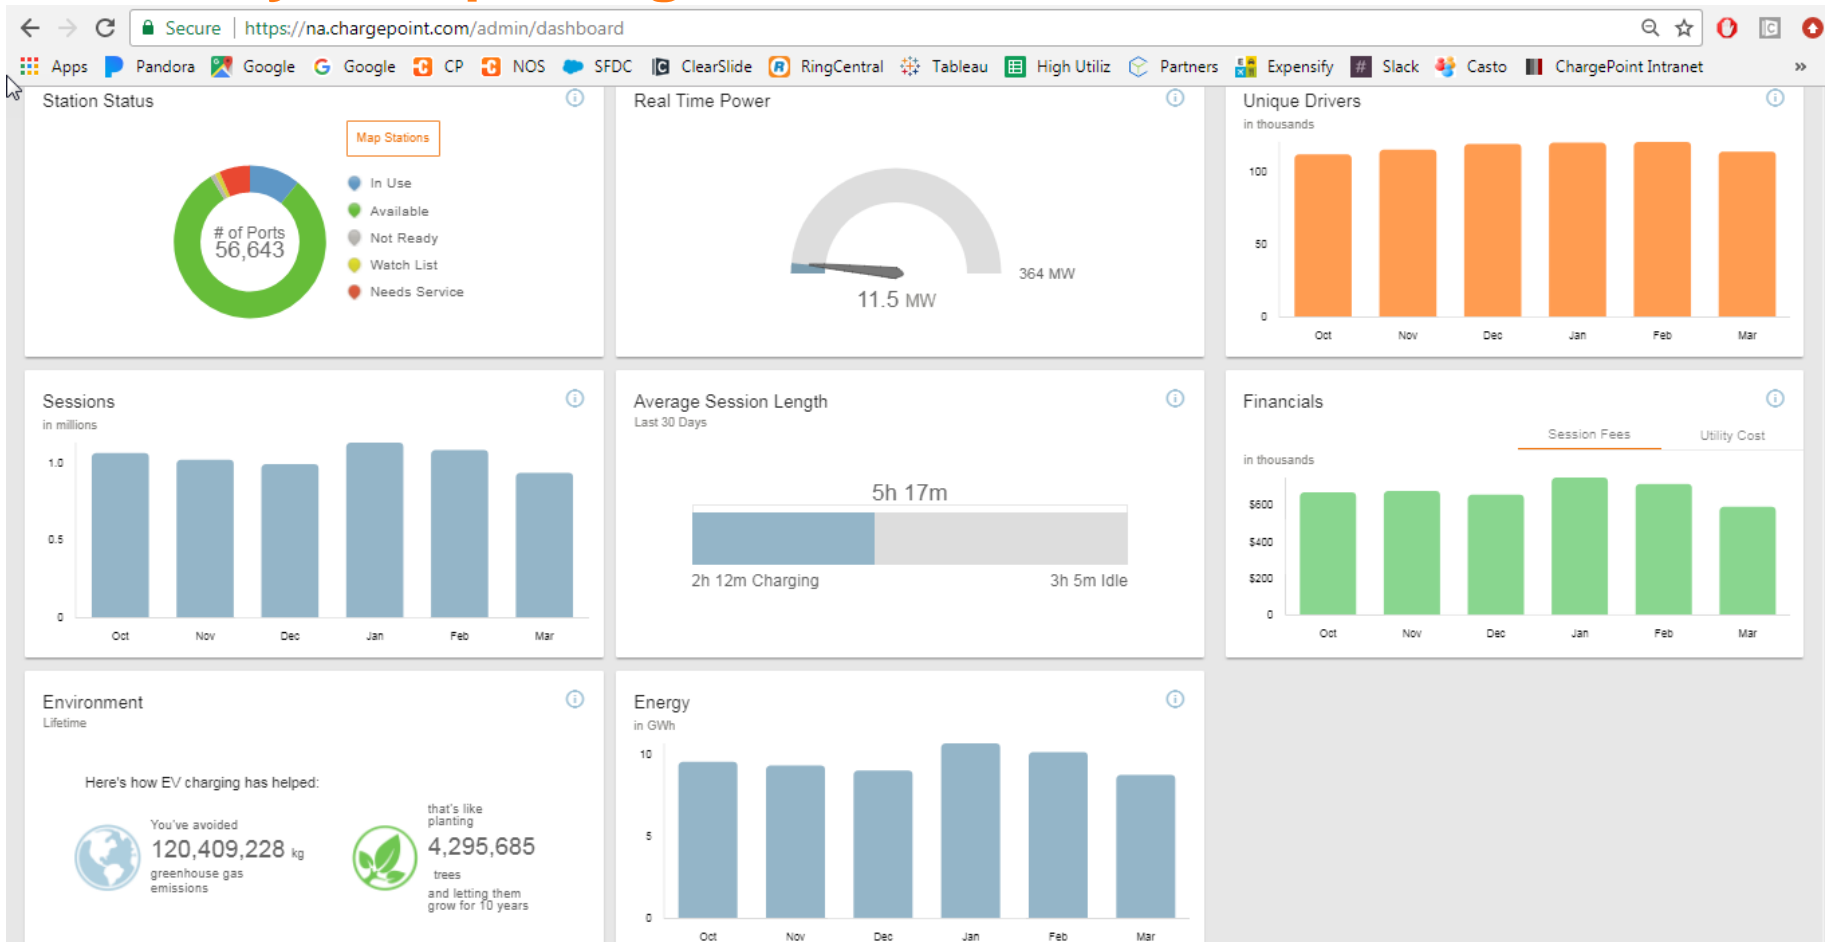 Secure | https://na.chargepoint.com/admin/dashboard
Apps Pandora Google Google CP NOS SFDC ClearSlide RingCentral Tableau High Utiliz Partners Expensify Slack Casto ChargePoint Intranet »
Station Status
Map Stations
In Use
Available
Not Ready
Watch List
Needs Service
# of Ports
56,643
Real Time Power
364 MW
11.5 MW
Unique Drivers
in thousands
100
50
0
Oct Nov Dec Jan Feb Mar
Sessions
in millions
1.0
0.5
0
Oct Nov Dec Jan Feb Mar
Average Session Length
Last 30 Days
5h 17m
2h 12m Charging 3h 5m Idle
Financials
Session Fees Utility Cost
in thousands
$600
$400
$200
0
Oct Nov Dec Jan Feb Mar
Environment
Lifetime
Here's how EV charging has helped:
You've avoided
120,409,228 kg
greenhouse gas
emissions
that's like
planting
4,295,685
trees
and letting them
grow for 10 years
Energy
in GWh
10
5
0
Oct Nov Dec Jan Feb Mar